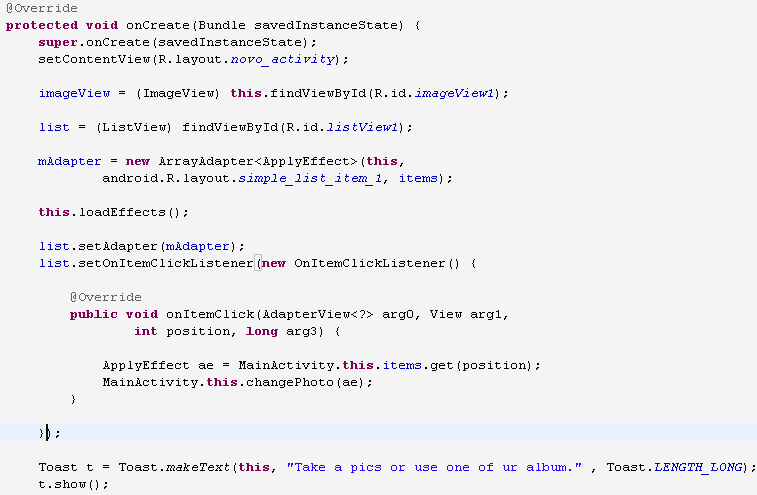 @Override
protected void onCreate(Bundle savedInstanceState) {
super.onCreate(savedInstanceState);
setContentView(R.layout.novo_activity);
imageView = (ImageView) this.findViewById(R.id.imageView1);
list = (ListView) findViewById(R.id.listView1);
mAdapter = new ArrayAdapter<ApplyEffect>(this,
android.R.layout.simple_list_item_1, items);
this.loadEffects();
list.setAdapter(mAdapter);
list.setOnItemClickListener(new OnItemClickListener() {
@Override
public void onItemClick(AdapterView<?> arg0, View arg1,
int position, long arg3) {
ApplyEffect ae = MainActivity.this.items.get(position);
MainActivity.this.changePhoto(ae);
}
});
Toast t = Toast.makeText(this, "Take a pics or use one of ur album." , Toast.LENGTH_LONG);
t.show();